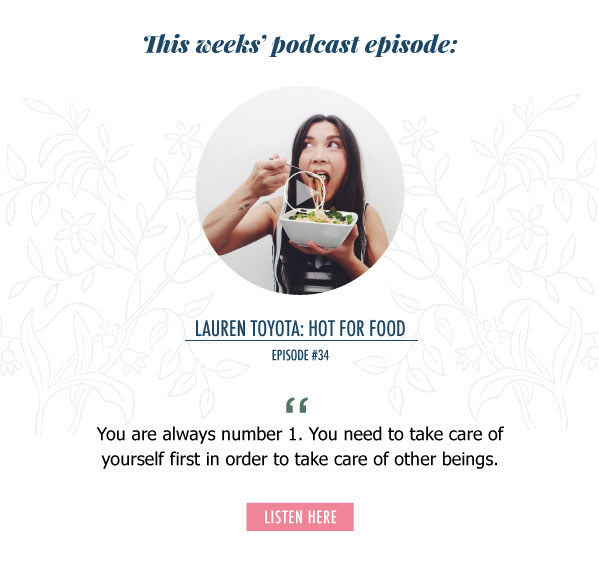 This weeks’ podcast episode:
LAUREN TOYOTA: HOT FOR FOOD
EPISODE #34
“
You are always number 1. You need to take care of
yourself first in order to take care of other beings.
LISTEN HERE